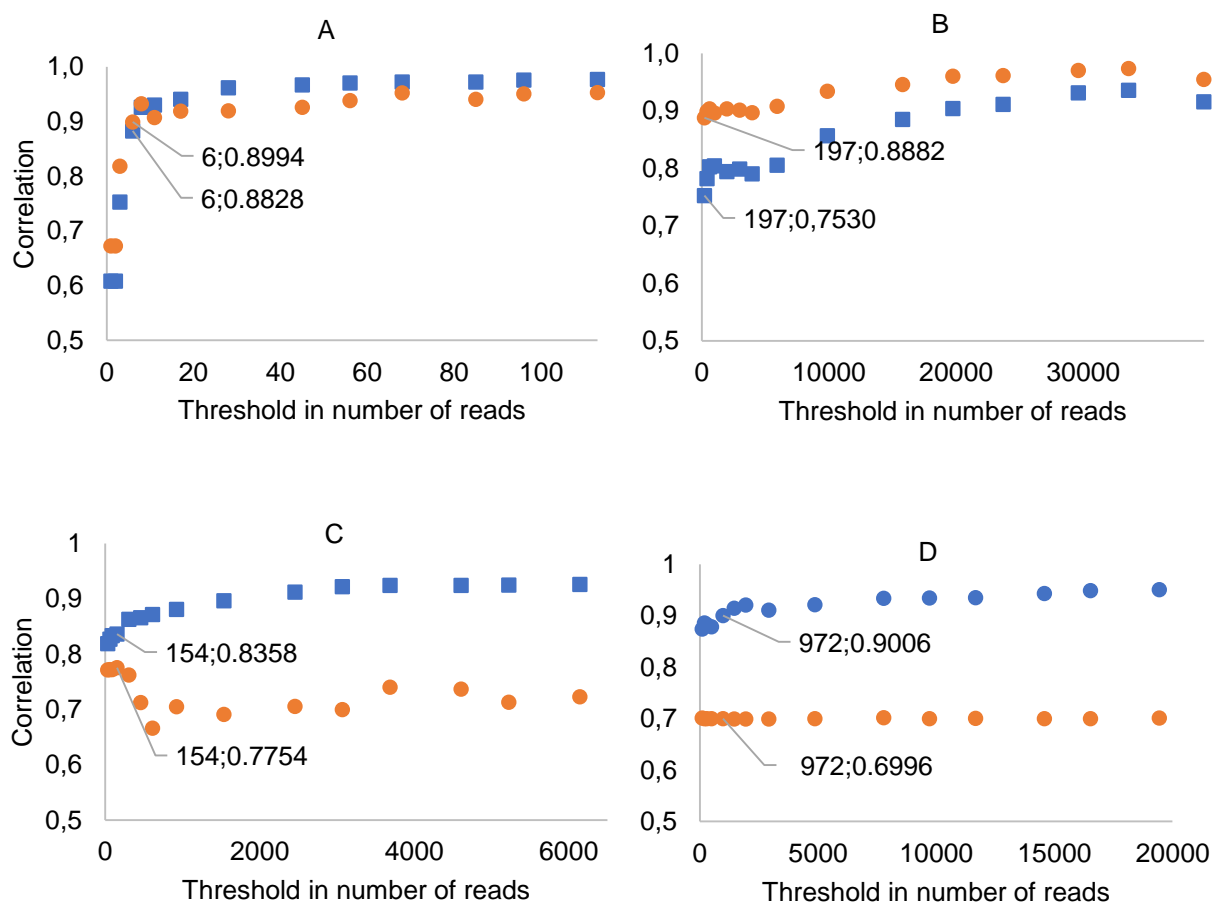 A
1,0
0,9
0,8
0,7
0,6
0,5
Correlation
6;0.8994
6;0.8828
0 20 40 60 80 100
Threshold in number of reads
B
1,0
0,9
0,8
0,7
0,6
0,5
197;0.8882
197;0,7530
0 10000 20000 30000
Threshold in number of reads
C
1
0,9
0,8
0,7
0,6
0,5
Correlation
154;0.8358
154;0.7754
0 2000 4000 6000
Threshold in number of reads
D
1
0,9
0,8
0,7
0,6
0,5
972;0.9006
972;0.6996
0 5000 10000 15000 20000
Threshold in number of reads